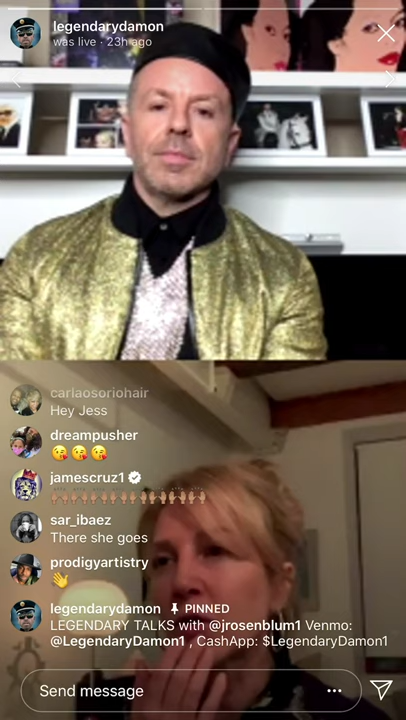 legendarydamon
was live · 23h ago
carlaosoriohair
Hey Jess
dreampusher
😘😘😘
jamescruz1
🙌🏽🙌🏽🙌🏽🙌🏽🙌🏽🙌🏽🙌🏽🙌🏽🙌🏽🙌🏽🙌🏽🙌🏽
sar_ibaez
There she goes
prodigyartistry
👋
legendarydamon PINNED
LEGENDARY TALKS with @jrosenblum1 Venmo:
@LegendaryDamon1 , CashApp: $LegendaryDamon1
Send message